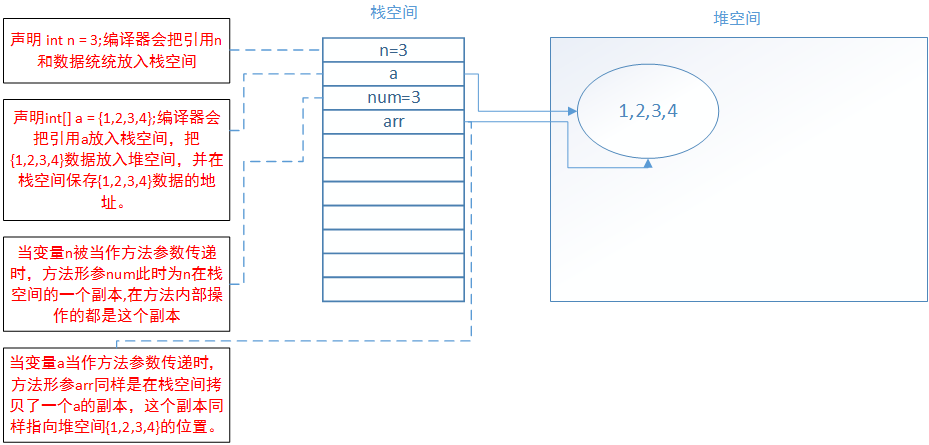 栈空间
堆空间
声明 int n = 3;编译器会把引用n
和数据统统放入栈空间
n=3
a
num=3
arr
1,2,3,4
声明int[] a = {1,2,3,4};编译器会
把引用a放入栈空间，把
{1,2,3,4}数据放入堆空间，并在
栈空间保存{1,2,3,4}数据的地
址。
当变量n被当作方法参数传递
时，方法形参num此时为n在栈
空间的一个副本,在方法内部操
作的都是这个副本
当变量a当作方法参数传递时，
方法形参arr同样是在栈空间拷
贝了一个a的副本，这个副本同
样指向堆空间{1,2,3,4}的位置。